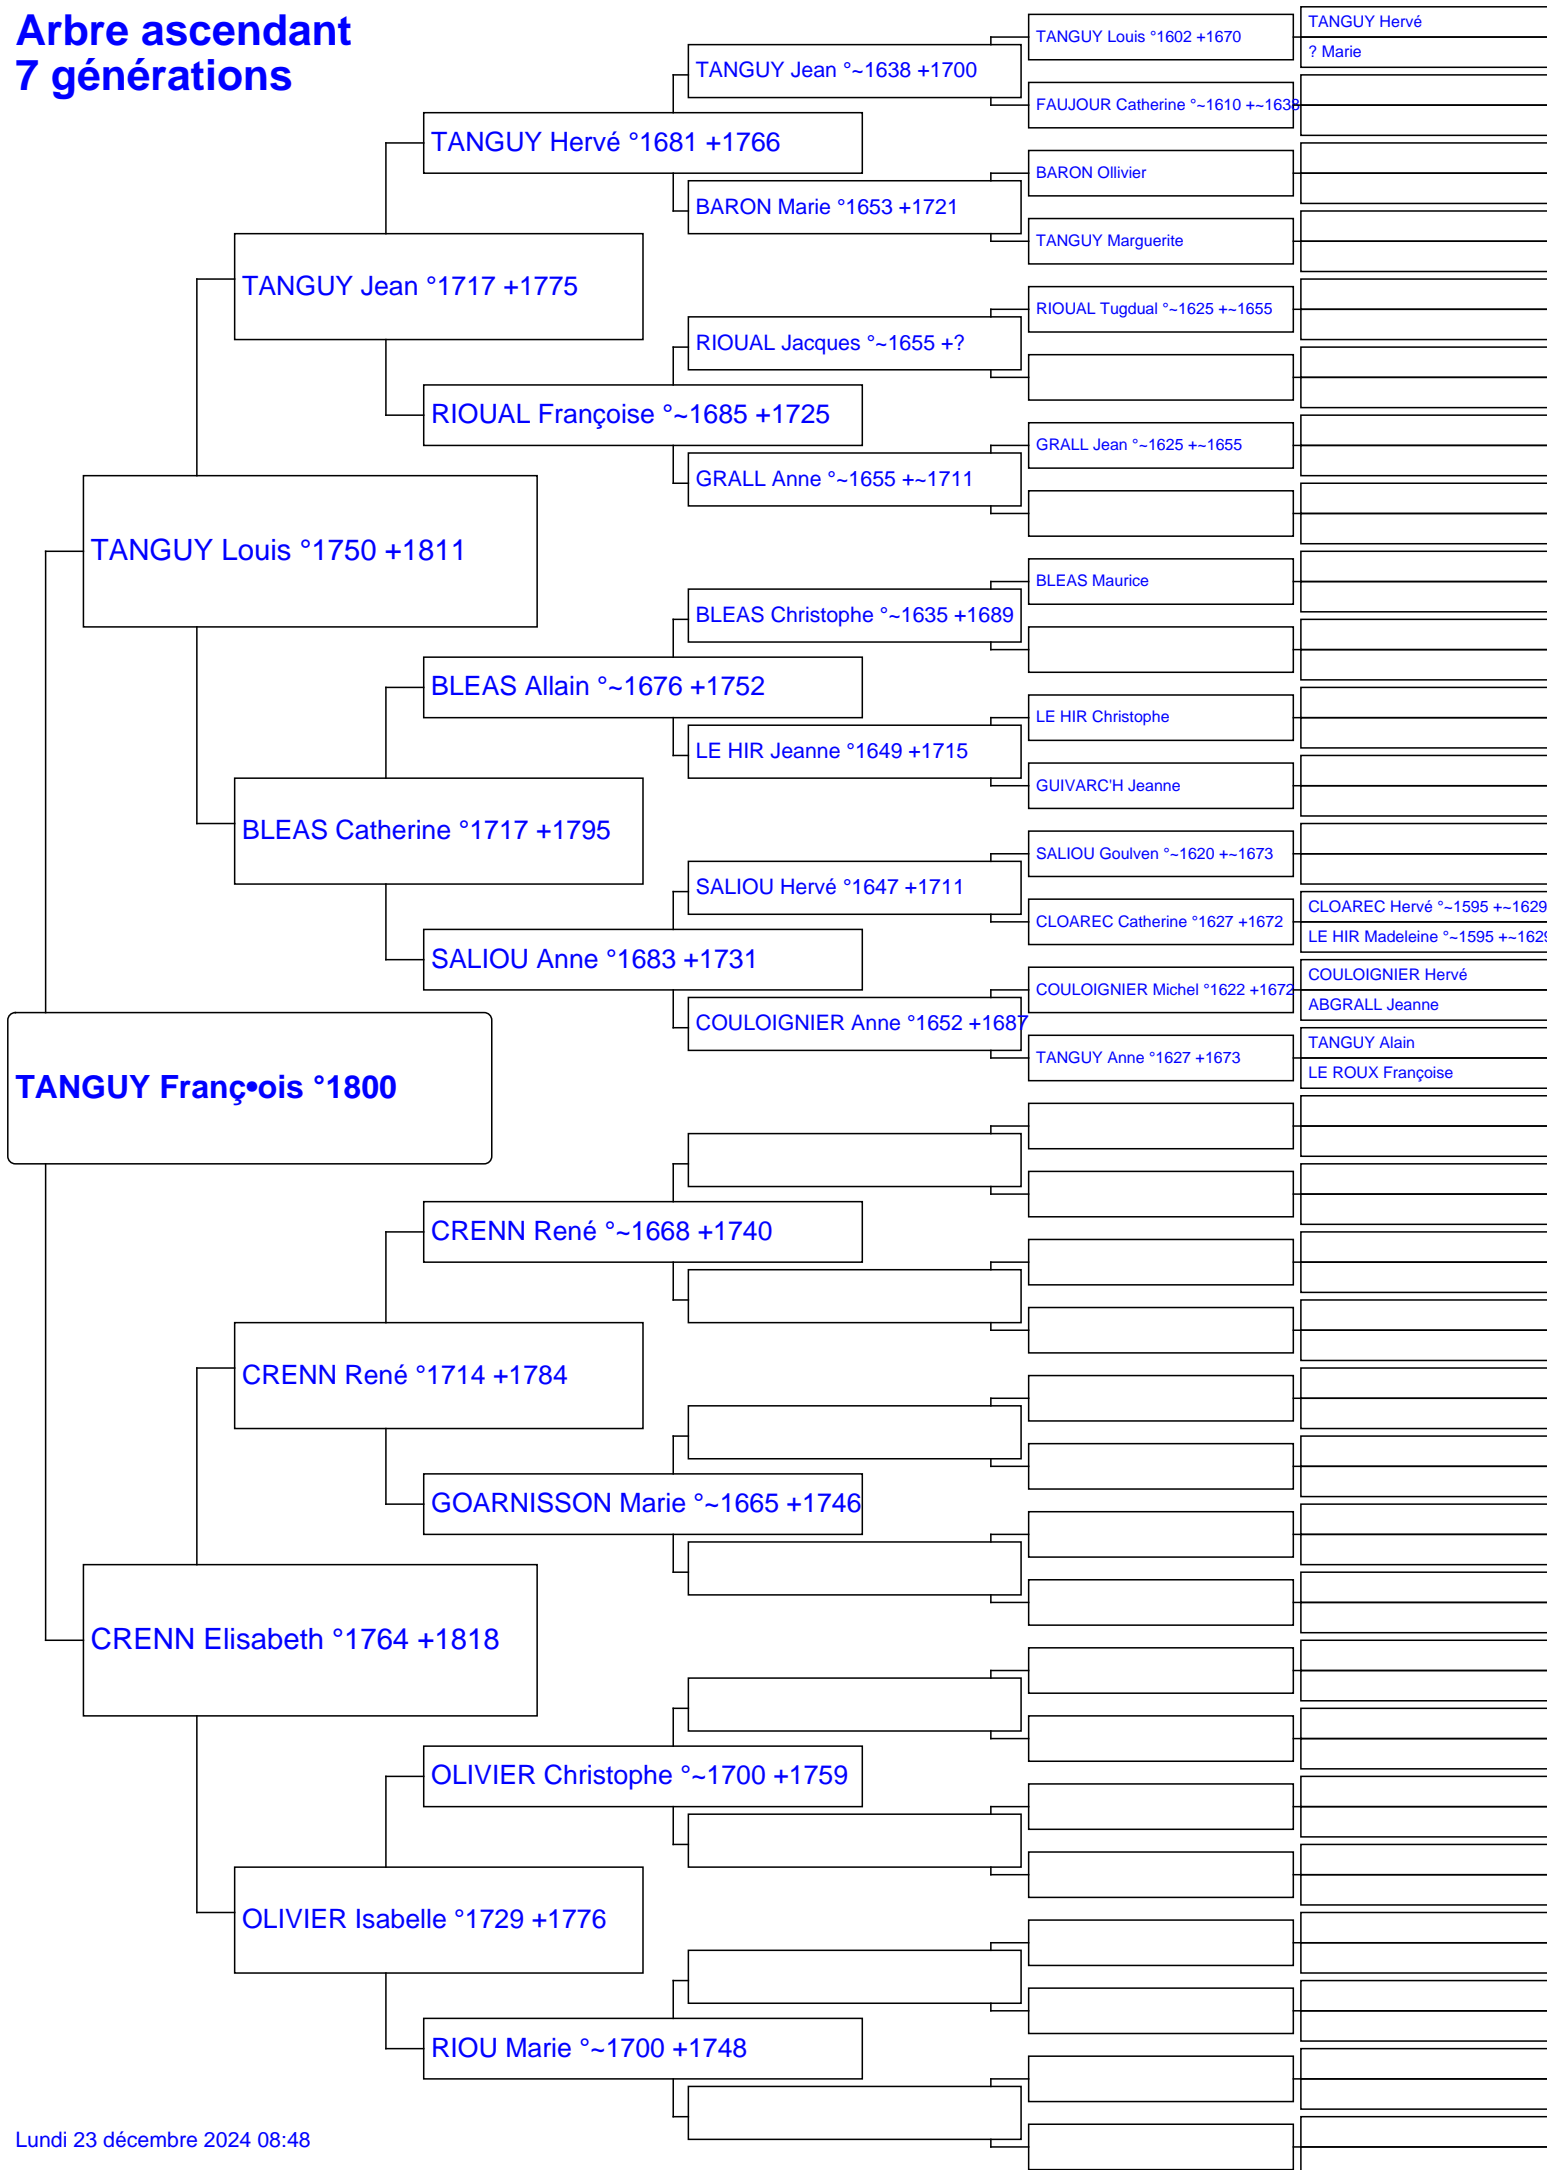 Arbre ascendant
7 générations
TANGUY Franç•ois °1800
TANGUY Louis °1750 +1811
CRENN Elisabeth °1764 +1818
TANGUY Jean °1717 +1775
BLEAS Catherine °1717 +1795
CRENN René °1714 +1784
OLIVIER Isabelle °1729 +1776
TANGUY Hervé °1681 +1766
RIOUAL Françoise °~1685 +1725
BLEAS Allain °~1676 +1752
SALIOU Anne °1683 +1731
CRENN René °~1668 +1740
GOARNISSON Marie °~1665 +1746
OLIVIER Christophe °~1700 +1759
RIOU Marie °~1700 +1748
TANGUY Jean °~1638 +1700
BARON Marie °1653 +1721
RIOUAL Jacques °~1655 +?
GRALL Anne °~1655 +~1711
BLEAS Christophe °~1635 +1689
LE HIR Jeanne °1649 +1715
SALIOU Hervé °1647 +1711
COULOIGNIER Anne °1652 +1687
TANGUY Louis °1602 +1670
FAUJOUR Catherine °~1610 +~1638
BARON Ollivier
TANGUY Marguerite
RIOUAL Tugdual °~1625 +~1655
GRALL Jean °~1625 +~1655
BLEAS Maurice
LE HIR Christophe
GUIVARC'H Jeanne
SALIOU Goulven °~1620 +~1673
CLOAREC Catherine °1627 +1672
COULOIGNIER Michel °1622 +1672
TANGUY Anne °1627 +1673
TANGUY Hervé
? Marie
CLOAREC Hervé °~1595 +~1629
LE HIR Madeleine °~1595 +~1629
COULOIGNIER Hervé
ABGRALL Jeanne
TANGUY Alain
LE ROUX Françoise
Lundi 23 décembre 2024 08:48